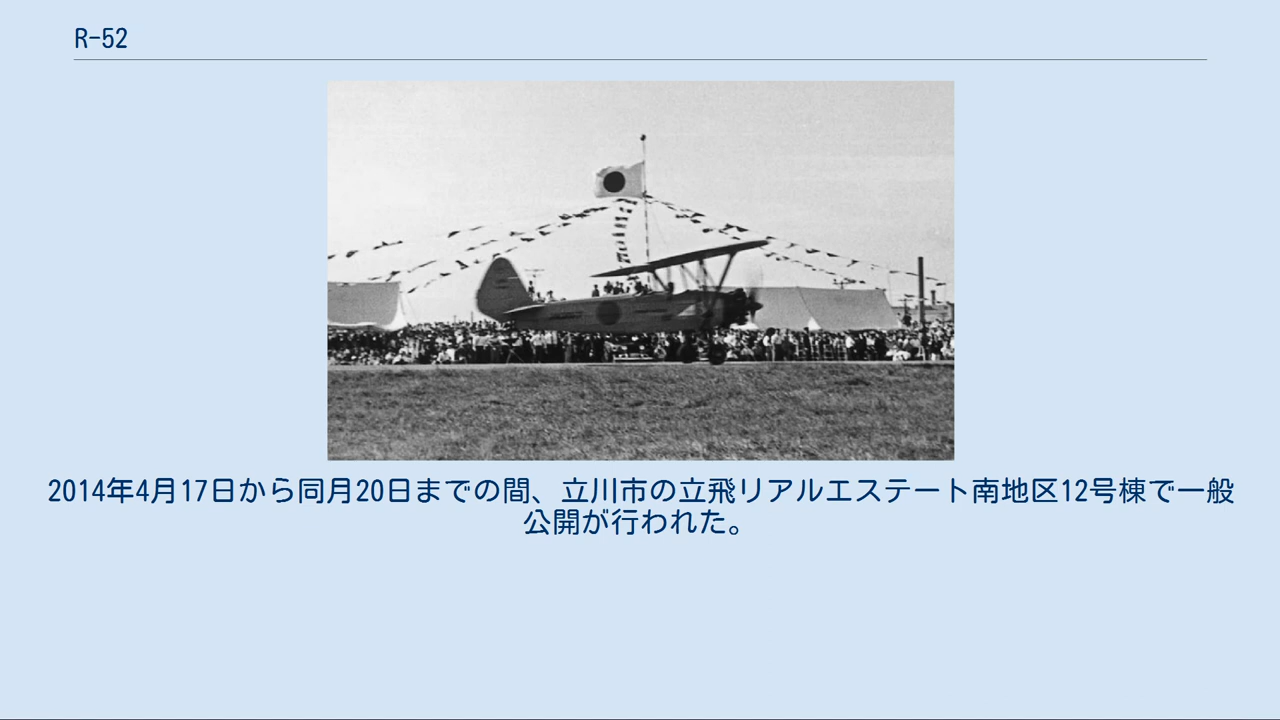 R-52
2014年4月17日から同月20日までの間、立川市の立飛リアルエステート南地区12号棟で一般
公開が行われた。